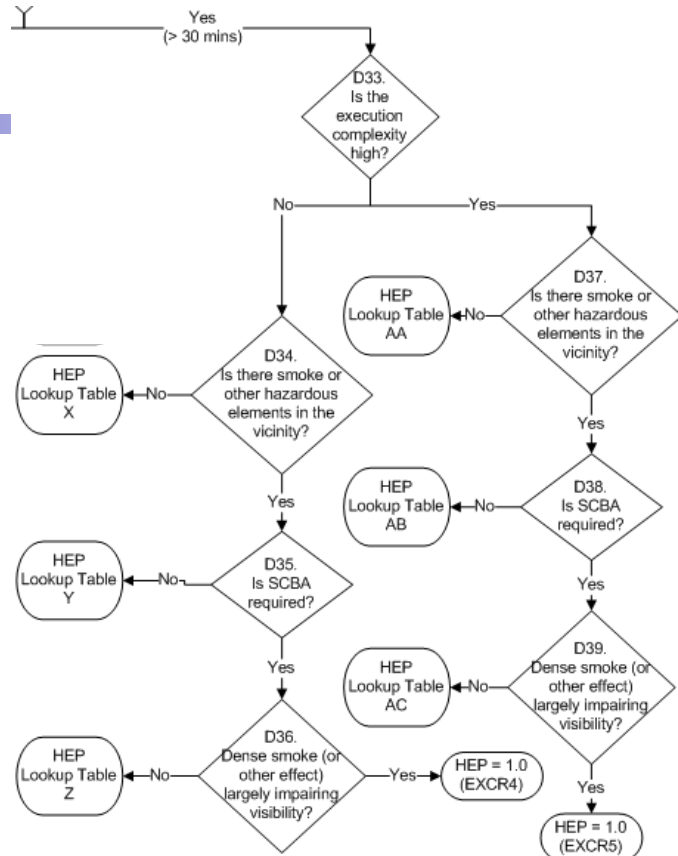 Yes
(> 30 mins)
D33.
Is the
execution
complexity
high?
No
Yes
D37.
Is there smoke or
other hazardous
elements in the
vicinity?
No
HEP
Lookup Table
AA
D34.
Is there smoke or
other hazardous
elements in the
vicinity?
No
HEP
Lookup Table
X
Yes
Yes
D38.
Is SCBA
required?
No
HEP
Lookup Table
AB
D35.
Is SCBA
required?
No
HEP
Lookup Table
Y
Yes
Yes
D39.
Dense smoke (or
other effect)
largely impairing
visibility?
No
HEP
Lookup Table
AC
D36.
Dense smoke (or
other effect)
largely impairing
visibility?
No
HEP
Lookup Table
Z
Yes
HEP = 1.0
(EXCR4)
Yes
HEP = 1.0
(EXCR5)